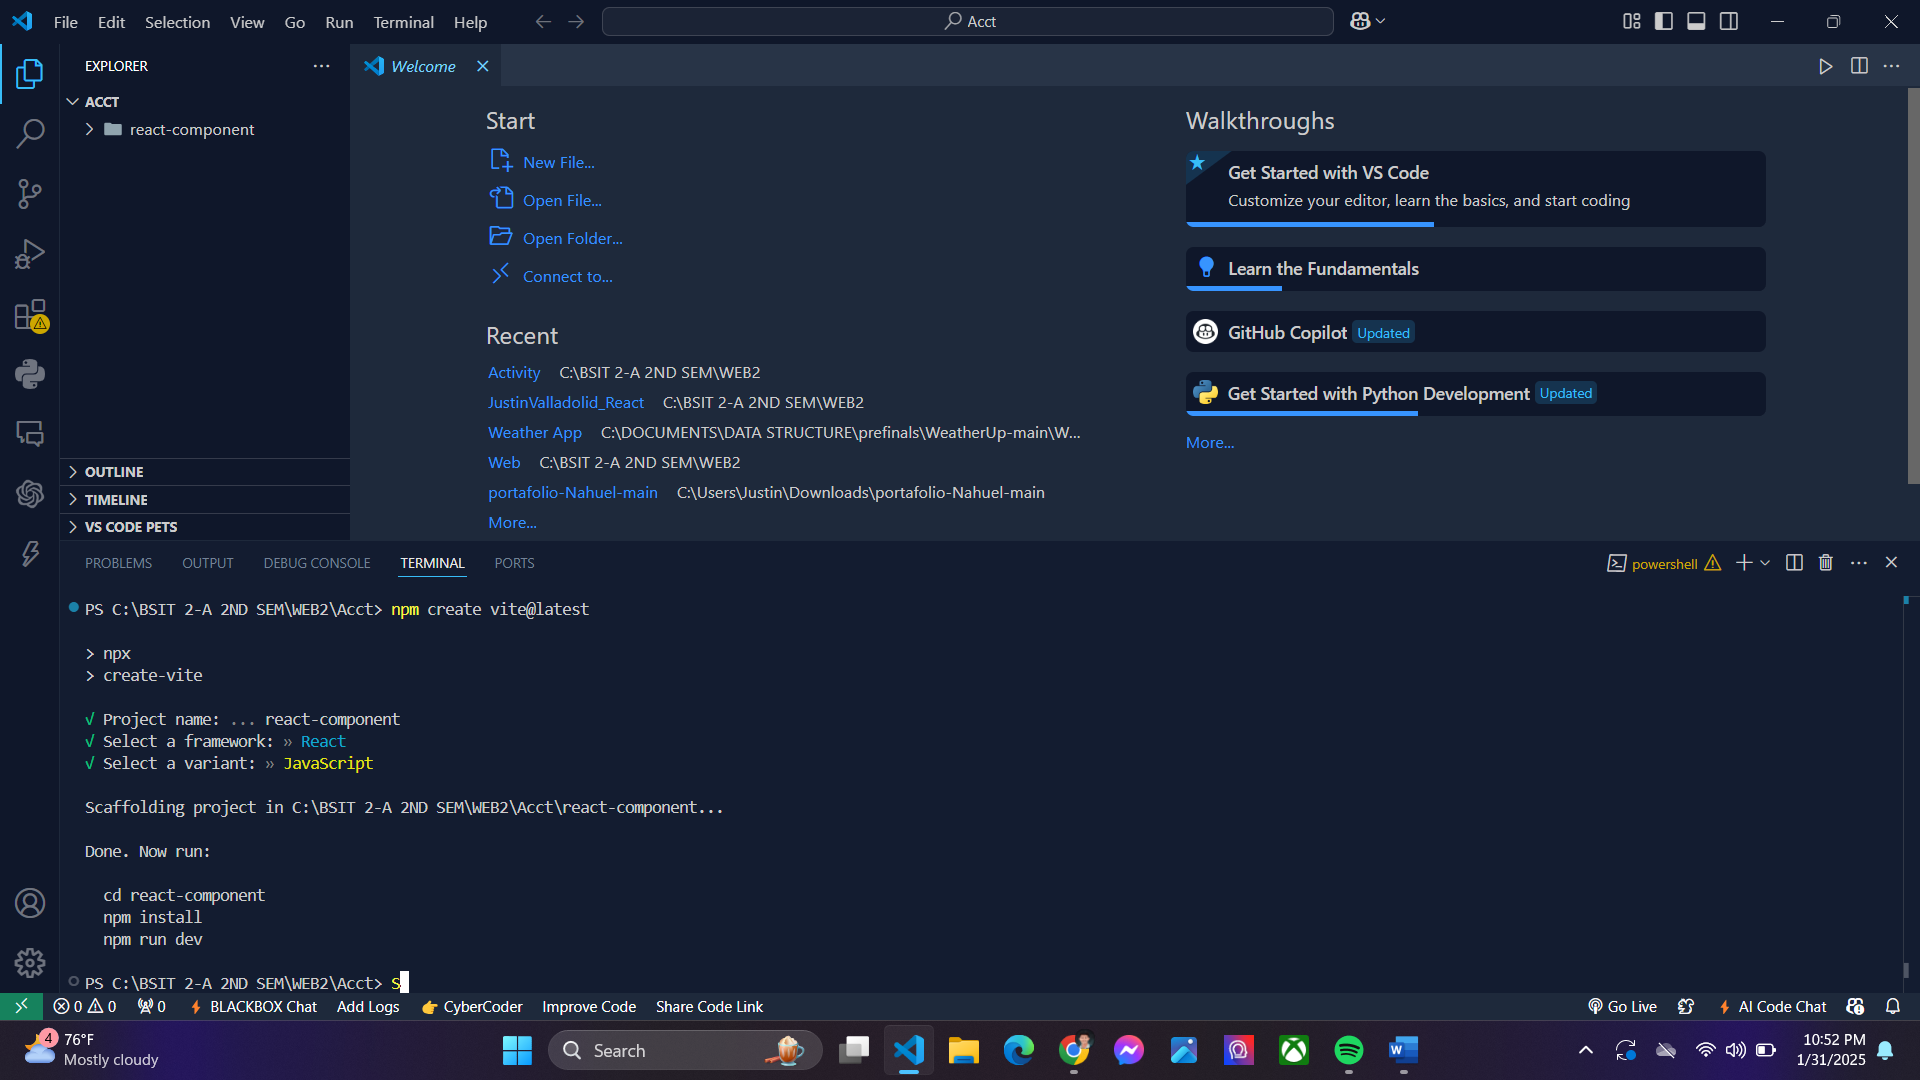 File Edit Selection View Go Run Terminal Help
Acct
EXPLORER
ACCT
react-component
OUTLINE
TIMELINE
VS CODE PETS
Welcome
Start
New File...
Open File...
Open Folder...
Connect to...
Recent
Activity C:\BSIT 2-A 2ND SEM\WEB2
JustinValladolid_React C:\BSIT 2-A 2ND SEM\WEB2
Weather App C:\DOCUMENTS\DATA STRUCTURE\prefinals\WeatherUp-main\W...
Web C:\BSIT 2-A 2ND SEM\WEB2
portafolio-Nahuel-main C:\Users\Justin\Downloads\portafolio-Nahuel-main
More...
Walkthroughs
Get Started with VS Code
Customize your editor, learn the basics, and start coding
Learn the Fundamentals
GitHub Copilot Updated
Get Started with Python Development Updated
More...
PROBLEMS OUTPUT DEBUG CONSOLE TERMINAL PORTS
powershell
PS C:\BSIT 2-A 2ND SEM\WEB2\Acct> npm create vite@latest
> npx
> create-vite
√ Project name: ... react-component
√ Select a framework: » React
√ Select a variant: » JavaScript
Scaffolding project in C:\BSIT 2-A 2ND SEM\WEB2\Acct\react-component...
Done. Now run:
cd react-component
npm install
npm run dev
PS C:\BSIT 2-A 2ND SEM\WEB2\Acct> S
0 0 0 BLACKBOX Chat Add Logs CyberCoder Improve Code Share Code Link
Go Live AI Code Chat
4
76°F
Mostly cloudy
Search
10:52 PM
1/31/2025